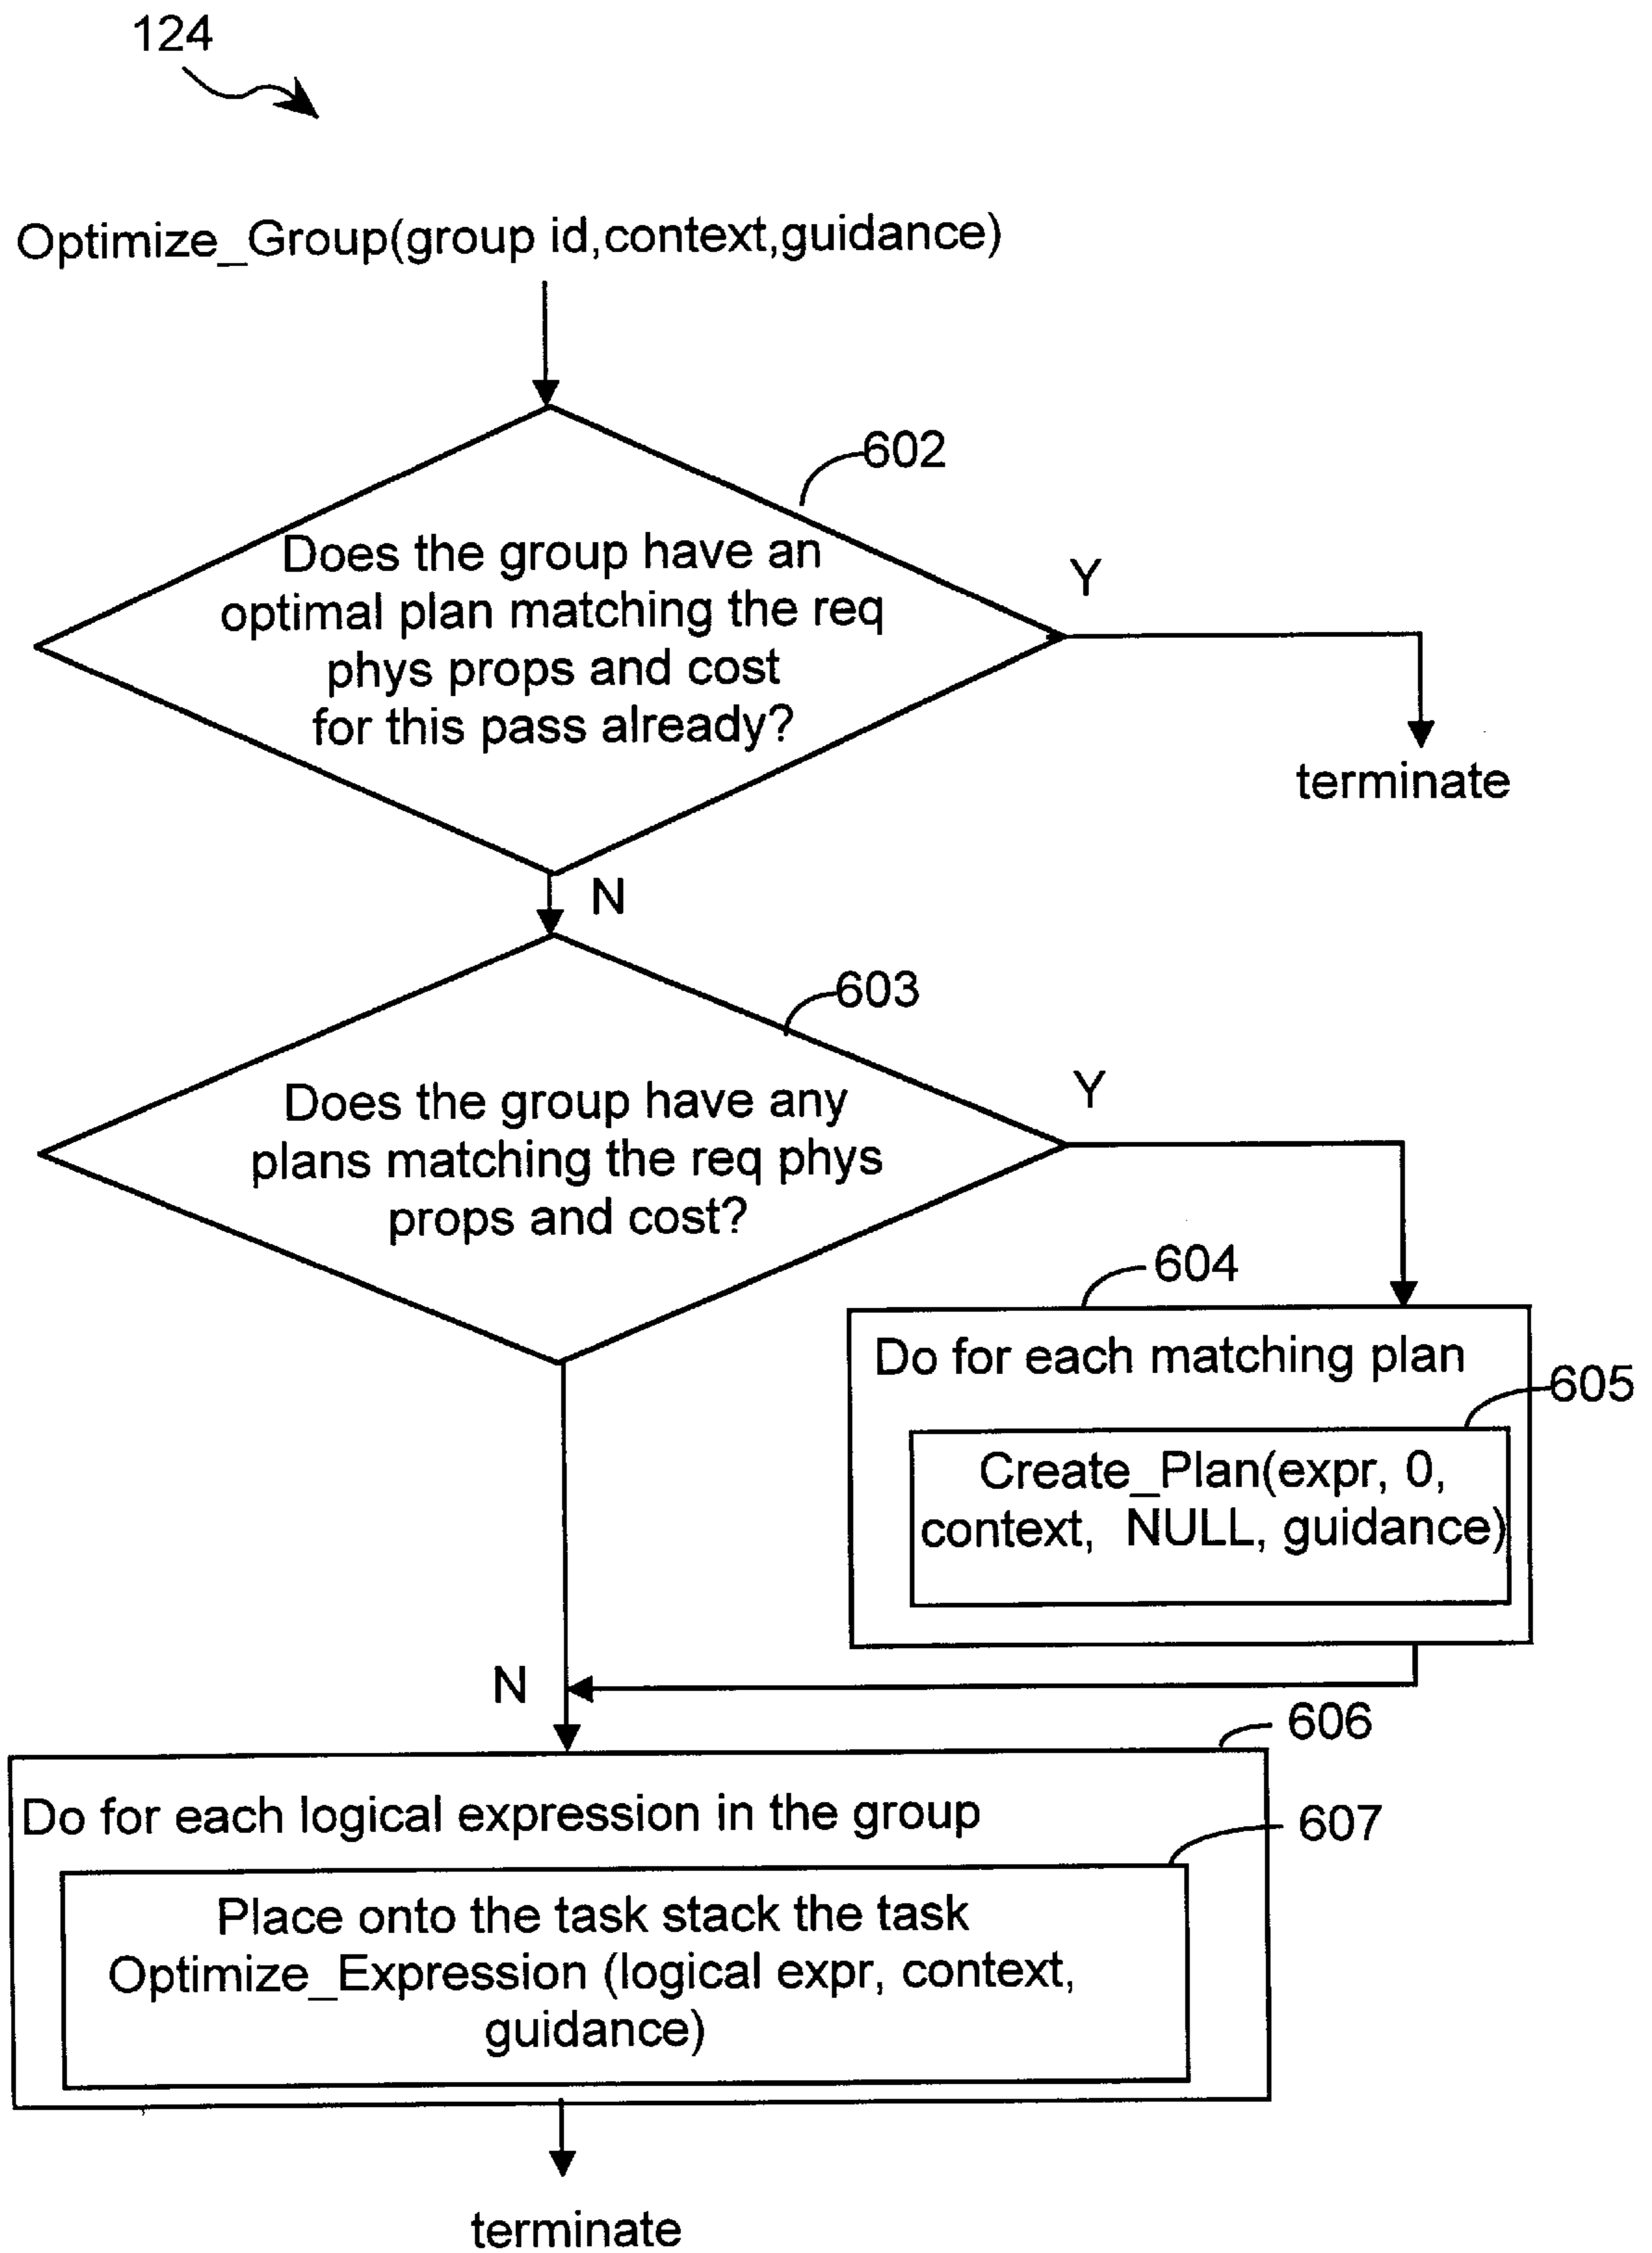 124
Optimize_Group(group id,context,guidance)
602
Does the group have an
optimal plan matching the req
phys props and cost
for this pass already?
Y
terminate
N
603
Does the group have any
plans matching the req phys
props and cost?
Y
604
Do for each matching plan
605
Create_Plan(expr, 0,
context, NULL, guidance)
N
606
Do for each logical expression in the group
607
Place onto the task stack the task
Optimize_Expression (logical expr, context,
guidance)
terminate